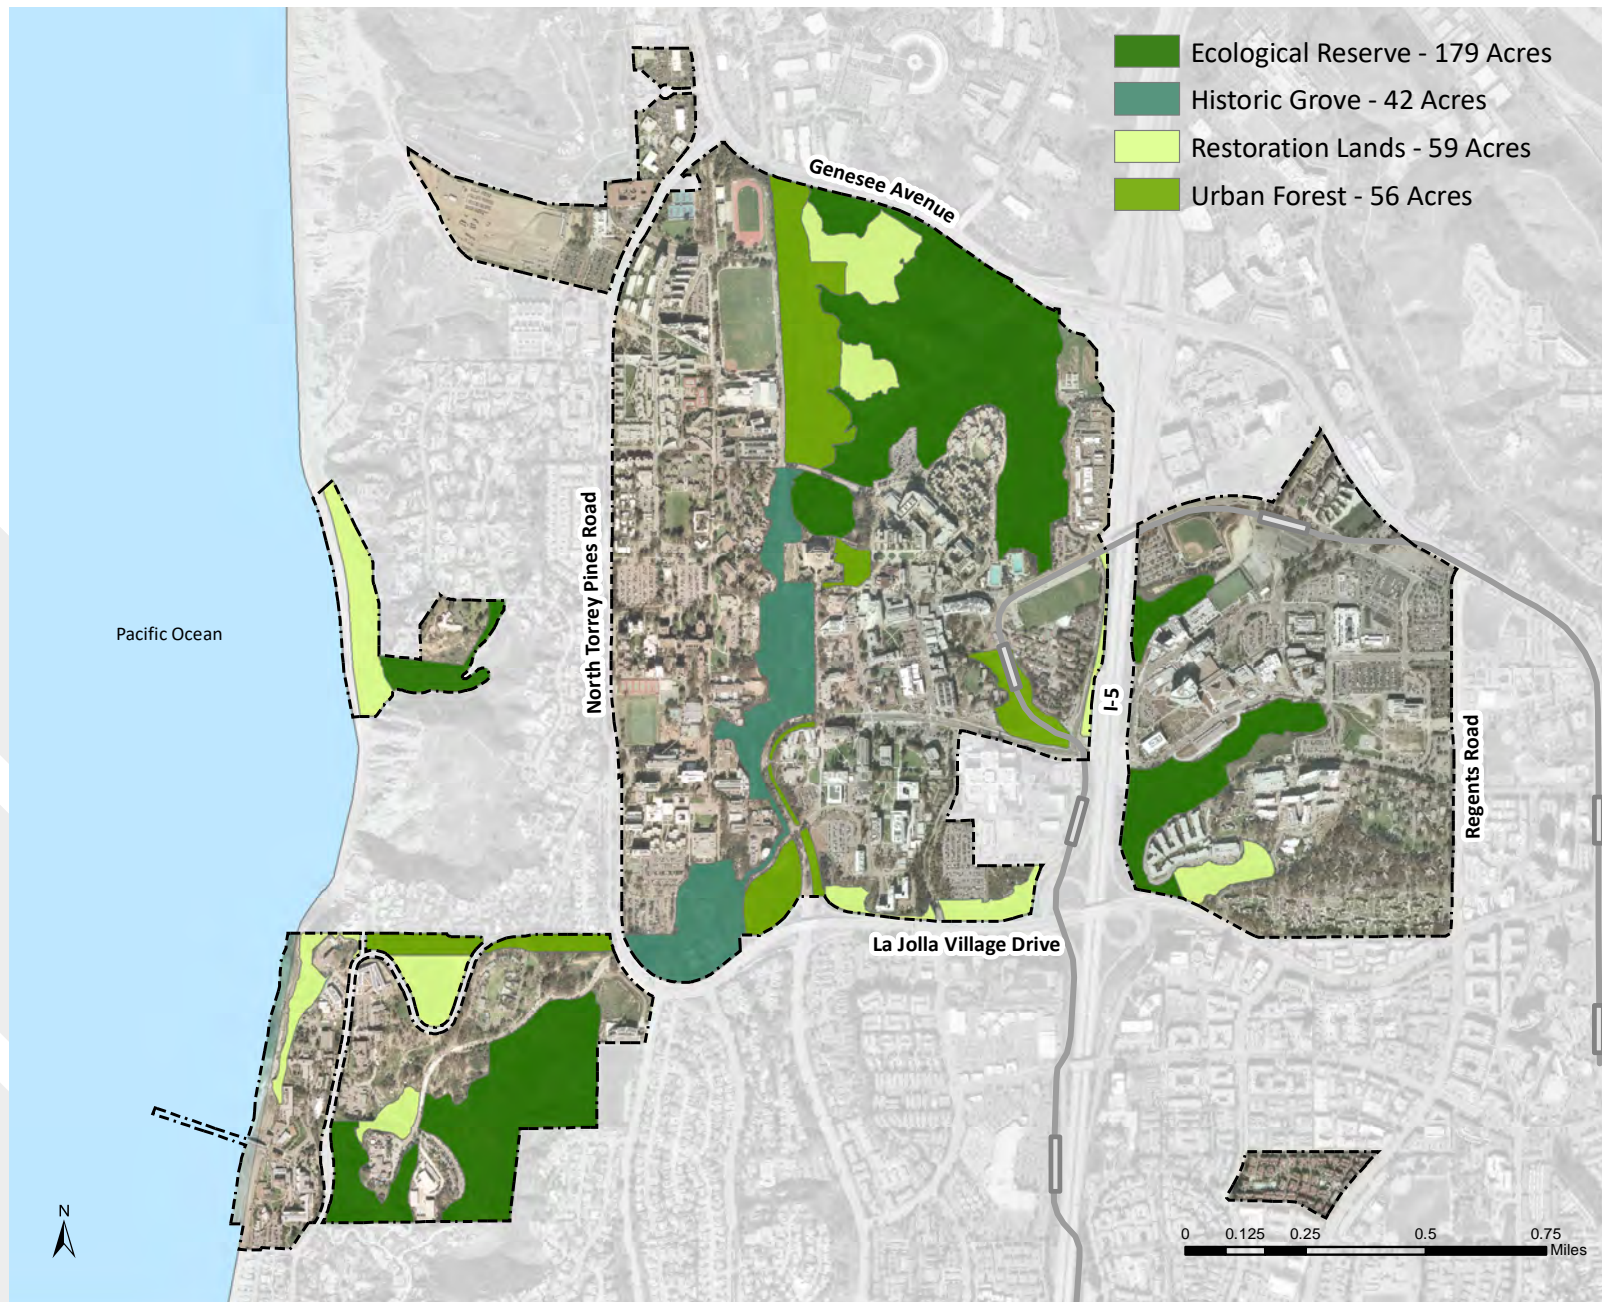 Ecological Reserve - 179 Acres
Historic Grove - 42 Acres
Restoration Lands - 59 Acres
Urban Forest - 56 Acres
Genesee Avenue
North Torrey Pines Road
Pacific Ocean
I-5
Regents Road
La Jolla Village Drive
N
0 0.125 0.25 0.5 0.75
Miles